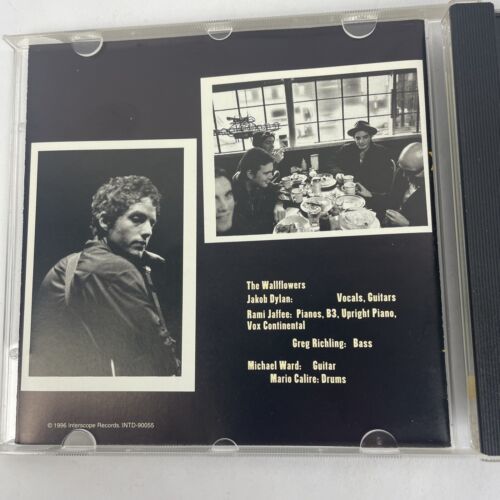 The Wallflowers
Jakob Dylan: Vocals, Guitars
Rami Jaffee: Pianos, B3, Upright Piano,
Vox Continental
Greg Richling: Bass
Michael Ward: Guitar
Mario Calire: Drums
© 1996 Interscope Records. INTD-90055